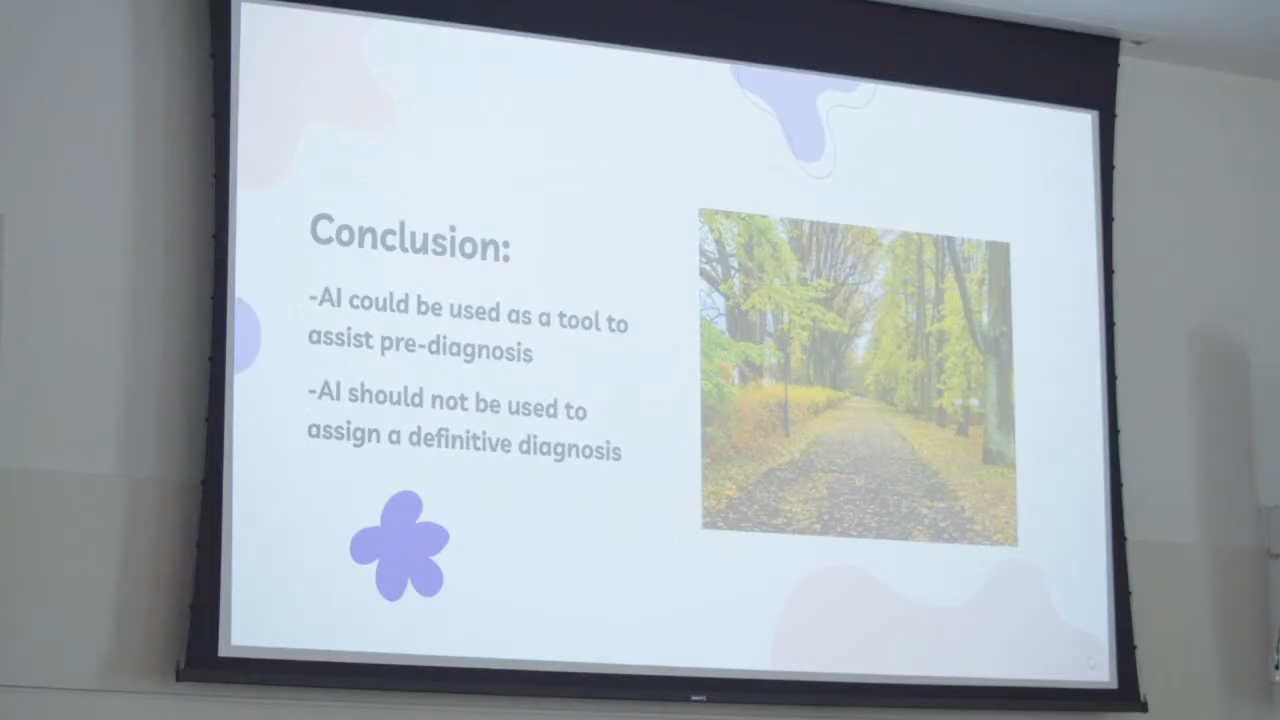 Conclusion:
-AI could be used as a tool to
assist pre-diagnosis
-AI should not be used to
assign a definitive diagnosis